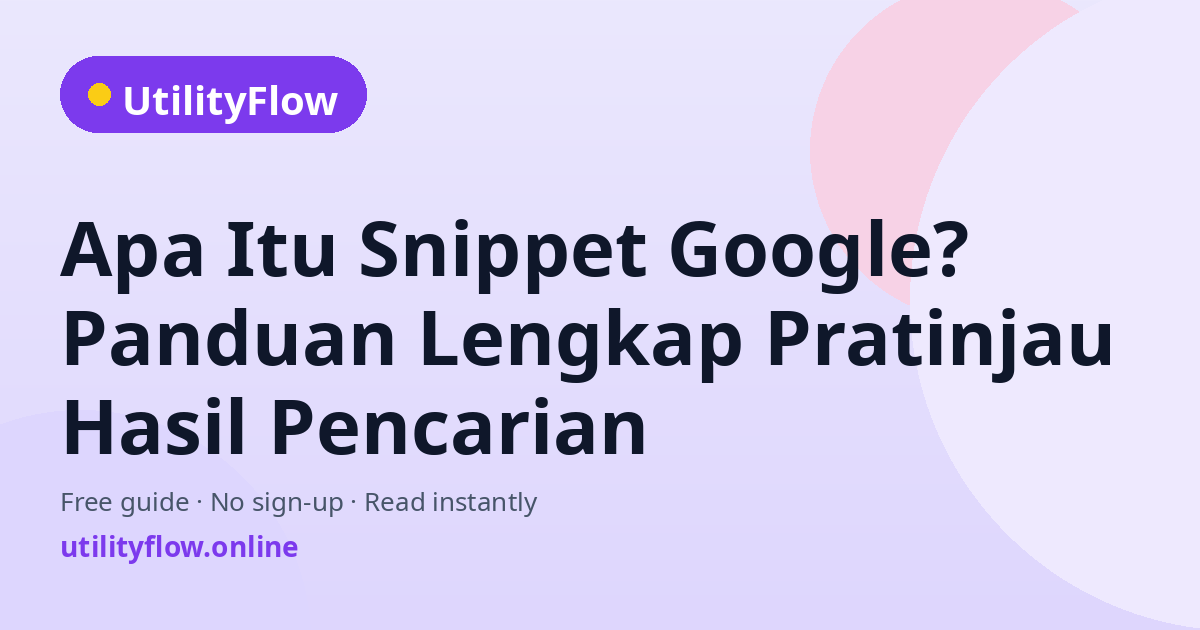 UtilityFlow
Apa Itu Snippet Google?
Panduan Lengkap Pratinjau
Hasil Pencarian
Free guide · No sign-up · Read instantly
utilityflow.online